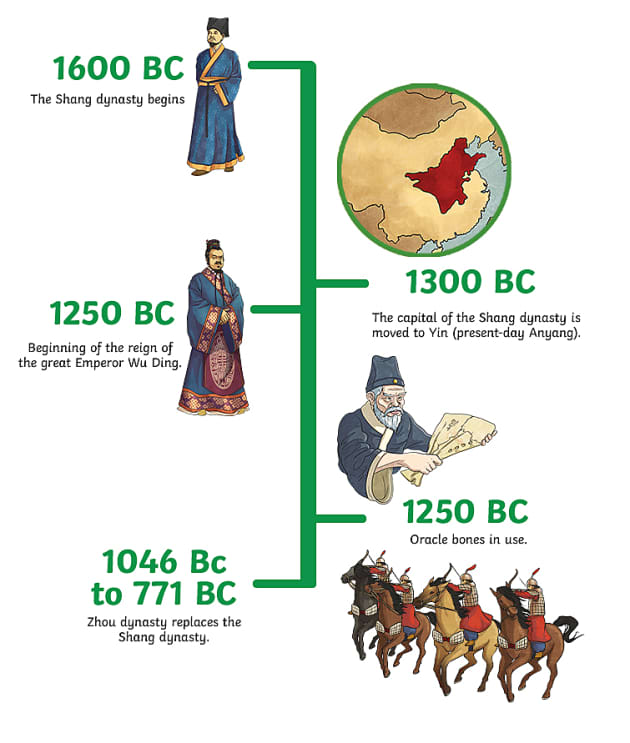 1600 BC
The Shang dynasty begins
1300 BC
The capital of the Shang dynasty is
moved to Yin (present-day Anyang).
1250 BC
Beginning of the reign of
the great Emperor Wu Ding.
1250 BC
Oracle bones in use.
1046 Bc
to 771 BC
Zhou dynasty replaces the
Shang dynasty.